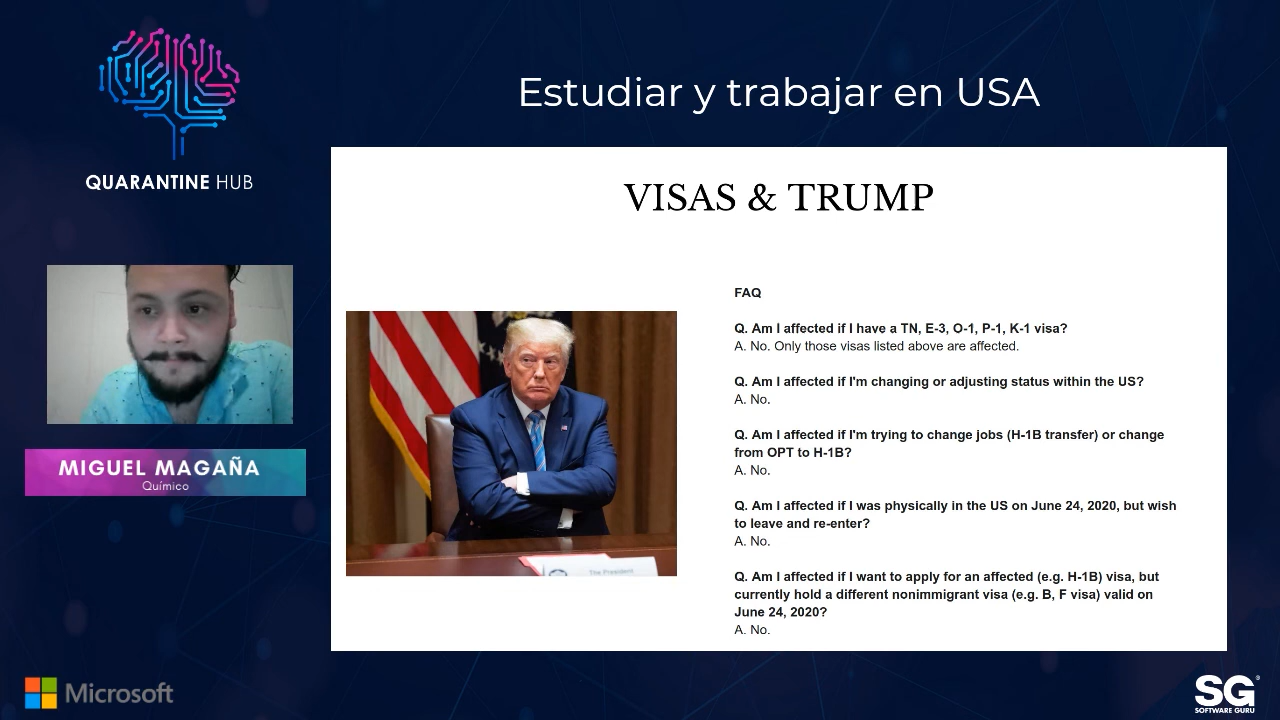 Estudiar y trabajar en USA
QUARANTINE HUB
VISAS & TRUMP
FAQ
Q. Am I affected if I have a TN, E-3, O-1, P-1, K-1 visa?
A. No. Only those visas listed above are affected.
Q. Am I affected if I'm changing or adjusting status within the US?
A. No.
Q. Am I affected if I'm trying to change jobs (H-1B transfer) or change
from OPT to H-1B?
A. No.
Q. Am I affected if I was physically in the US on June 24, 2020, but wish
to leave and re-enter?
A. No.
Q. Am I affected if I want to apply for an affected (e.g. H-1B) visa, but
currently hold a different nonimmigrant visa (e.g. B, F visa) valid on
June 24, 2020?
A. No.
The President
MIGUEL MAGAÑA
Químico
Microsoft
SG
SOFTWARE GURU